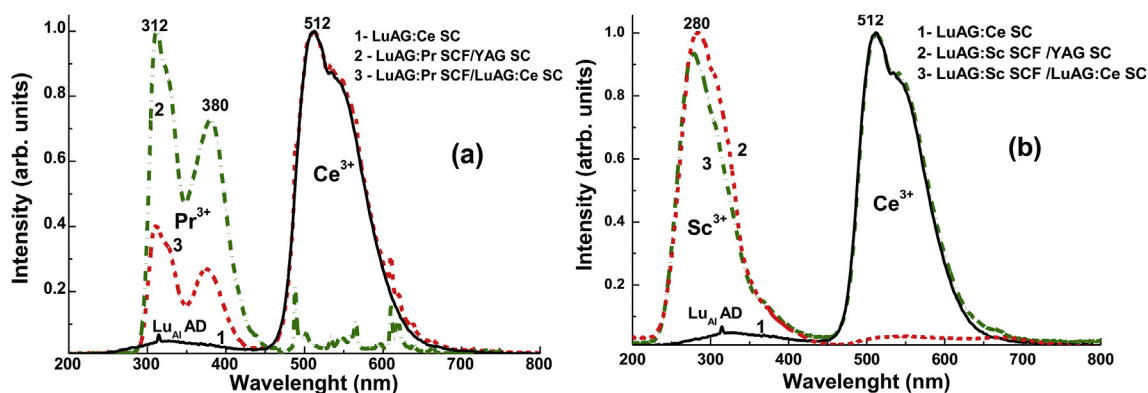 312
512
1- LuAG:Ce SC
2 - LuAG:Pr SCF/YAG SC
3 - LuAG:Pr SCF/LuAG:Ce SC
380
2
(a)
Ce³⁺
Pr³⁺
3
Lu_Al AD
1
1.0
0.8
0.6
0.4
0.2
Intensity (arb. units)
200 300 400 500 600 700 800
Wavelenght (nm)
280
512
1- LuAG:Ce SC
2- LuAG:Sc SCF /YAG SC
3- LuAG:Sc SCF /LuAG:Ce SC
3
2
(b)
Sc³⁺
Ce³⁺
Lu_Al AD
1
1.0
0.8
0.6
0.4
0.2
Intensity (atrb. units)
200 300 400 500 600 700 800
Wavelenght (nm)